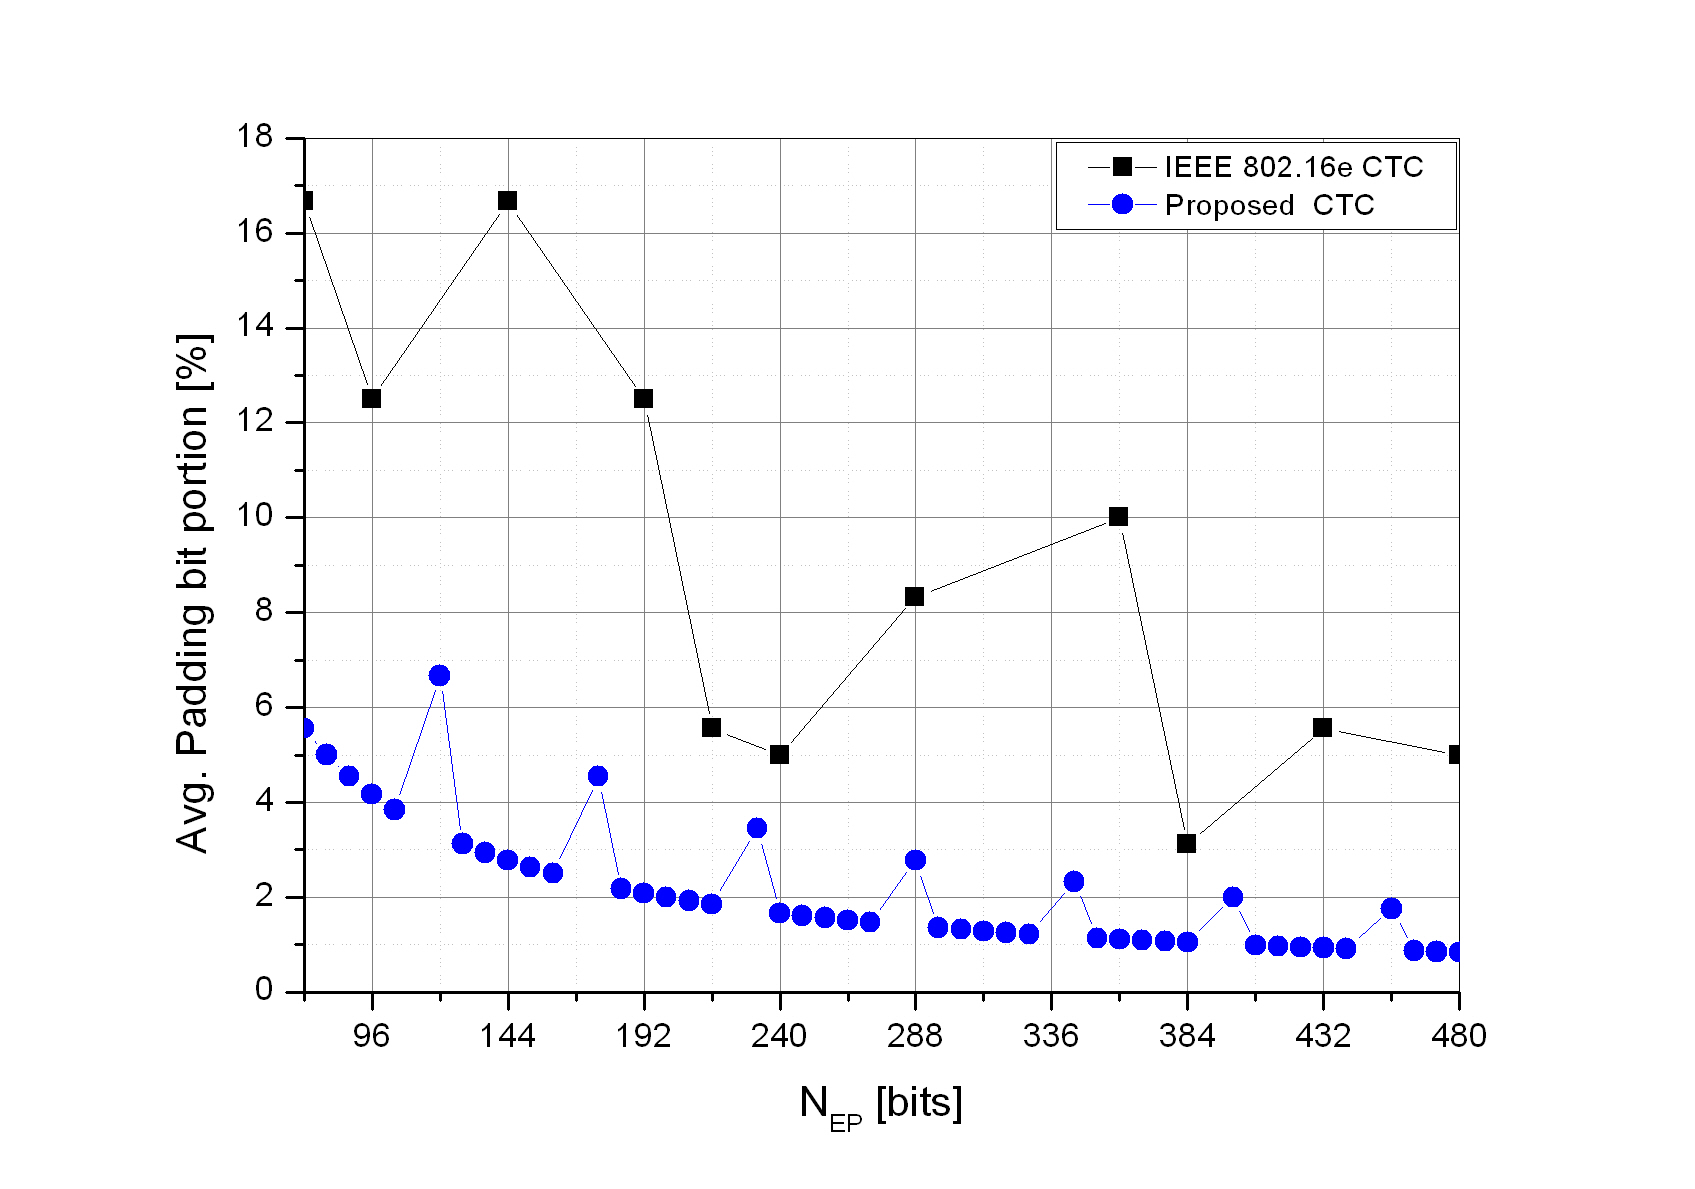 18
16
14
12
10
8
6
4
2
0
Avg. Padding bit portion [%]
IEEE 802.16e CTC
Proposed CTC
96 144 192 240 288 336 384 432 480
N_EP [bits]